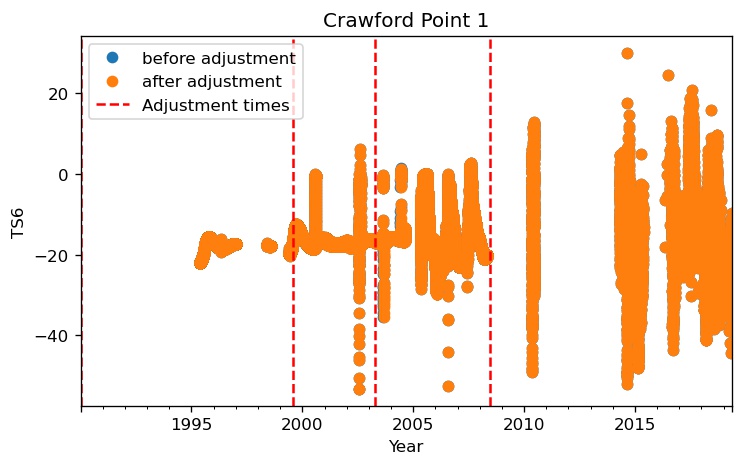 Crawford Point 1
before adjustment
after adjustment
Adjustment times
TS6
20
0
−20
−40
1995 2000 2005 2010 2015
Year